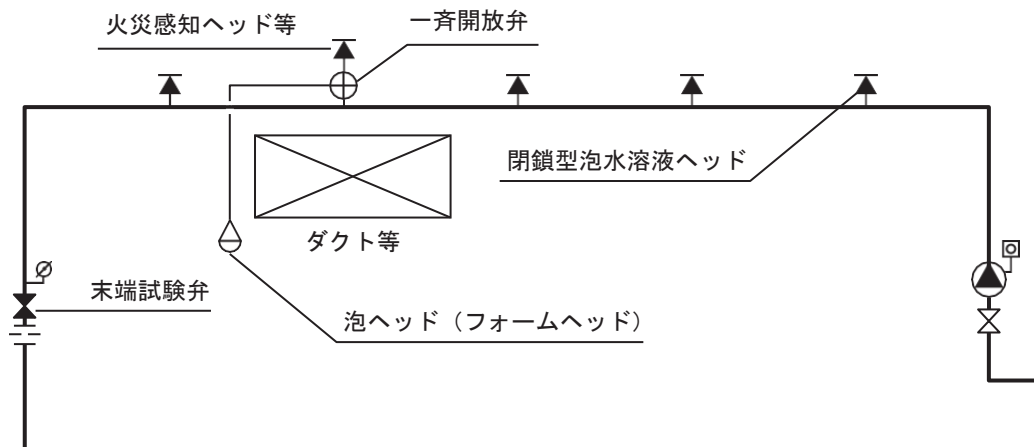 火災感知ヘッド等
一斉開放弁
閉鎖型泡水溶液ヘッド
ダクト等
末端試験弁
泡ヘッド（フォームヘッド）